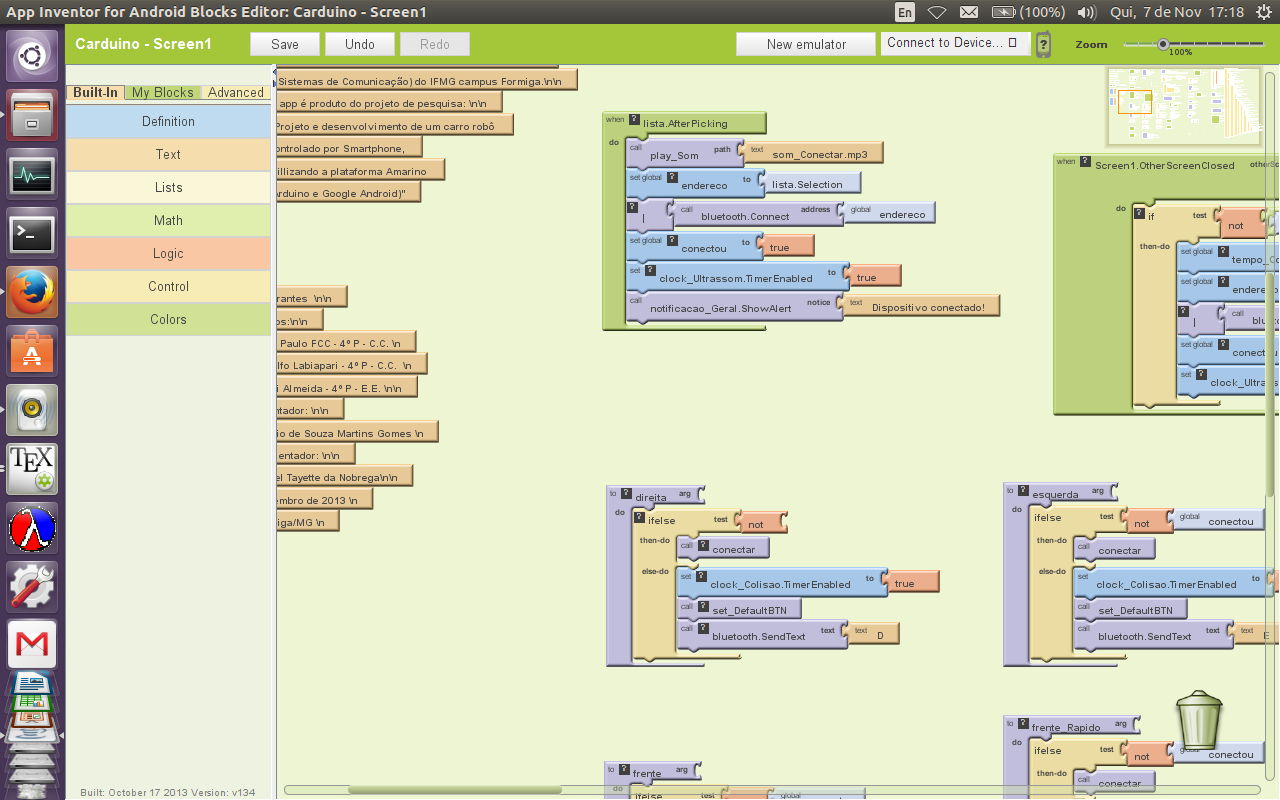 App Inventor for Android Blocks Editor: Carduino - Screen1
En
(100%)
Qui, 7 de Nov 17:18
Carduino - Screen1
Save
Undo
Redo
New emulator
Connect to Device...
Zoom
100%
Built-In
My Blocks
Advanced
Definition
Text
Lists
Math
Logic
Control
Colors
Built: October 17 2013 Version: v134
Sistemas de Comunicação) do IFMG campus Formiga.\n\n
app é produto do projeto de pesquisa: \n\n
Projeto e desenvolvimento de um carro robô
ontrolado por Smartphone,
tillizando a plataforma Amarino
rduino e Google Android)"
rantes \n\n
os:\n\n
Paulo FCC - 4º P - C.C. \n
lfo Labiapari - 4º P - C.C. \n
i Almeida - 4º P - E.E. \n\n
ntador: \n\n
io de Souza Martins Gomes \n
entador: \n\n
el Tayette da Nobrega\n\n
embro de 2013 \n
iga/MG \n
when ? lista.AfterPicking
do
call play_Som path text som_Conectar.mp3
set global ? endereco to lista.Selection
? | call bluetooth.Connect address global endereco
set global ? conectou to true
set ? clock_Ultrassom.TimerEnabled to true
call notificacao_Geral.ShowAlert notice text Dispositivo conectado!
when ? Screen1.OtherScreenClosed otherS
do
? if test not
then-do
set global ? tempo_Co
set global ? endere
? | call blueto
set global ? conecto
set ? clock_Ultrass
to ? direita arg
do
? ifelse test not
then-do
call ? conectar
else-do
set ? clock_Colisao.TimerEnabled to true
call ? set_DefaultBTN
call ? bluetooth.SendText text text D
to ? esquerda arg
do
ifelse test not global conectou
then-do
call conectar
else-do
set clock_Colisao.TimerEnabled to
call set_DefaultBTN
call bluetooth.SendText text text E
to ? frente arg
do
ifelse test global
to ? frente_Rapido arg
do
ifelse test not global conectou
then-do
call conectar